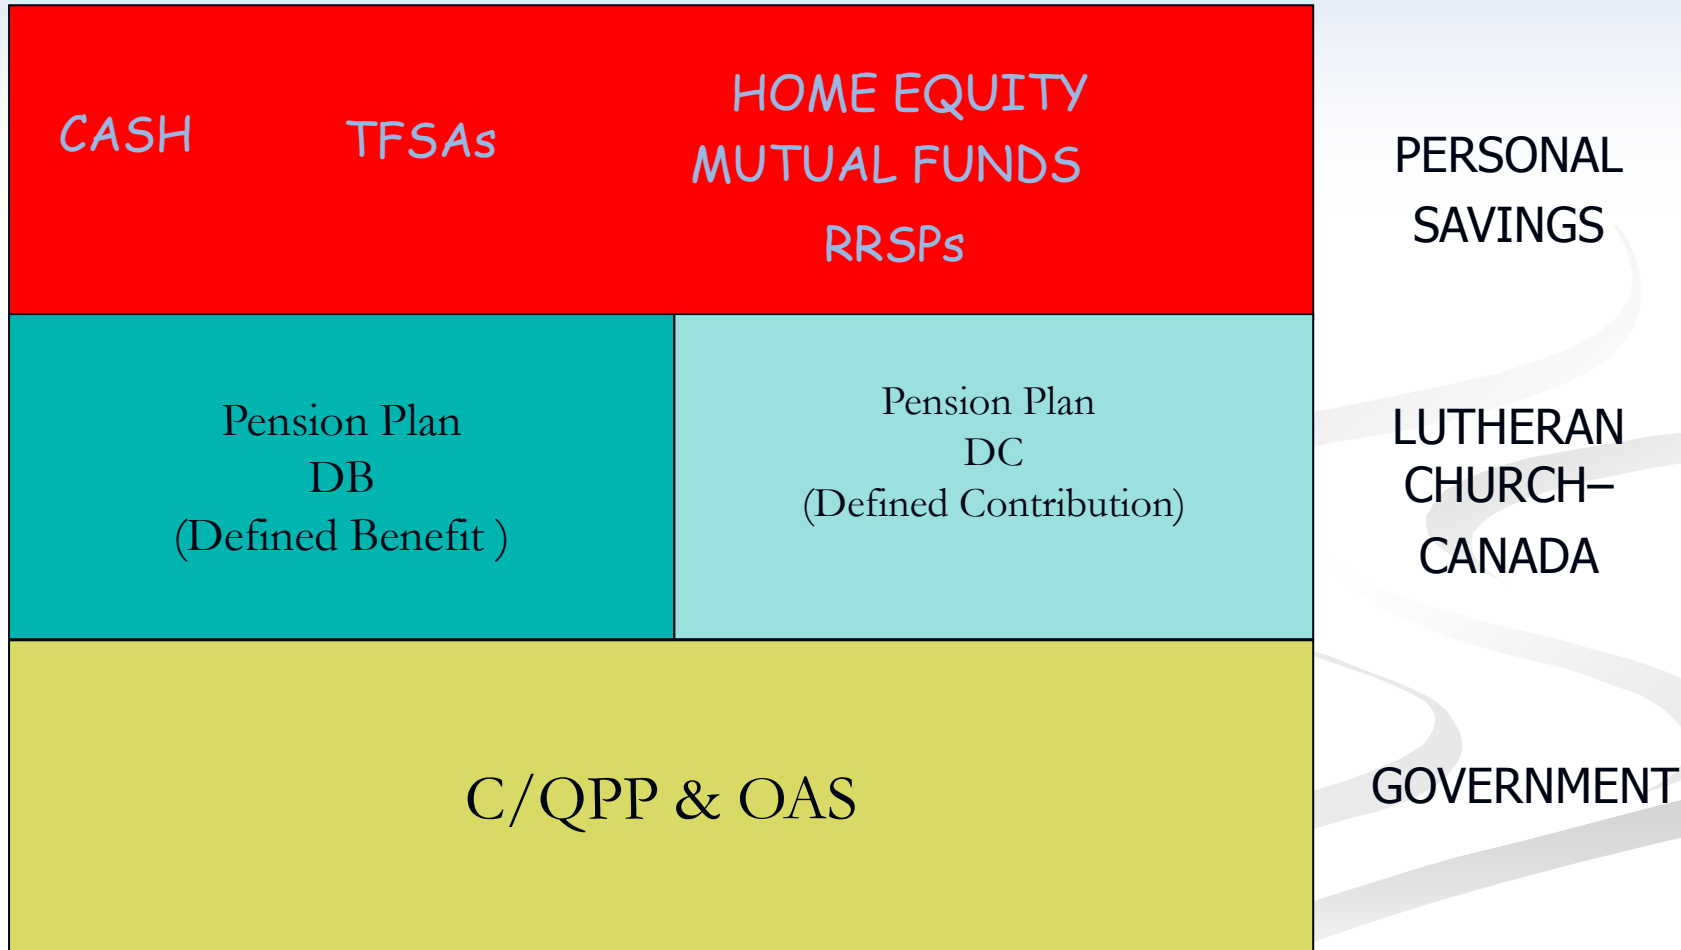 CASH
TFSAs
HOME EQUITY
MUTUAL FUNDS
RRSPs
PERSONAL
SAVINGS
Pension Plan
DB
(Defined Benefit )
Pension Plan
DC
(Defined Contribution)
LUTHERAN
CHURCH–
CANADA
C/QPP & OAS
GOVERNMENT